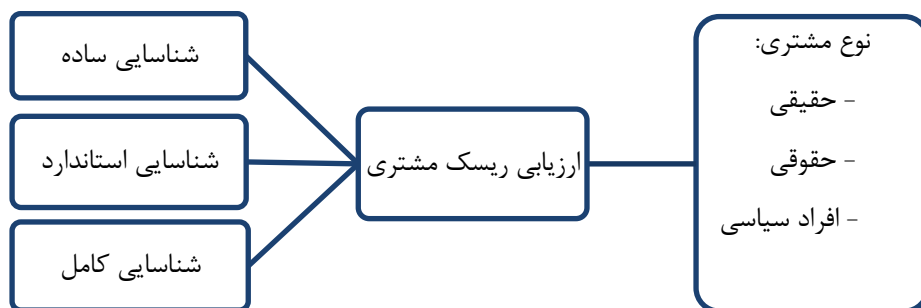 نوع مشتری:
- حقیقی
- حقوقی
- افراد سیاسی
ارزیابی ریسک مشتری
شناسایی ساده
شناسایی استاندارد
شناسایی کامل